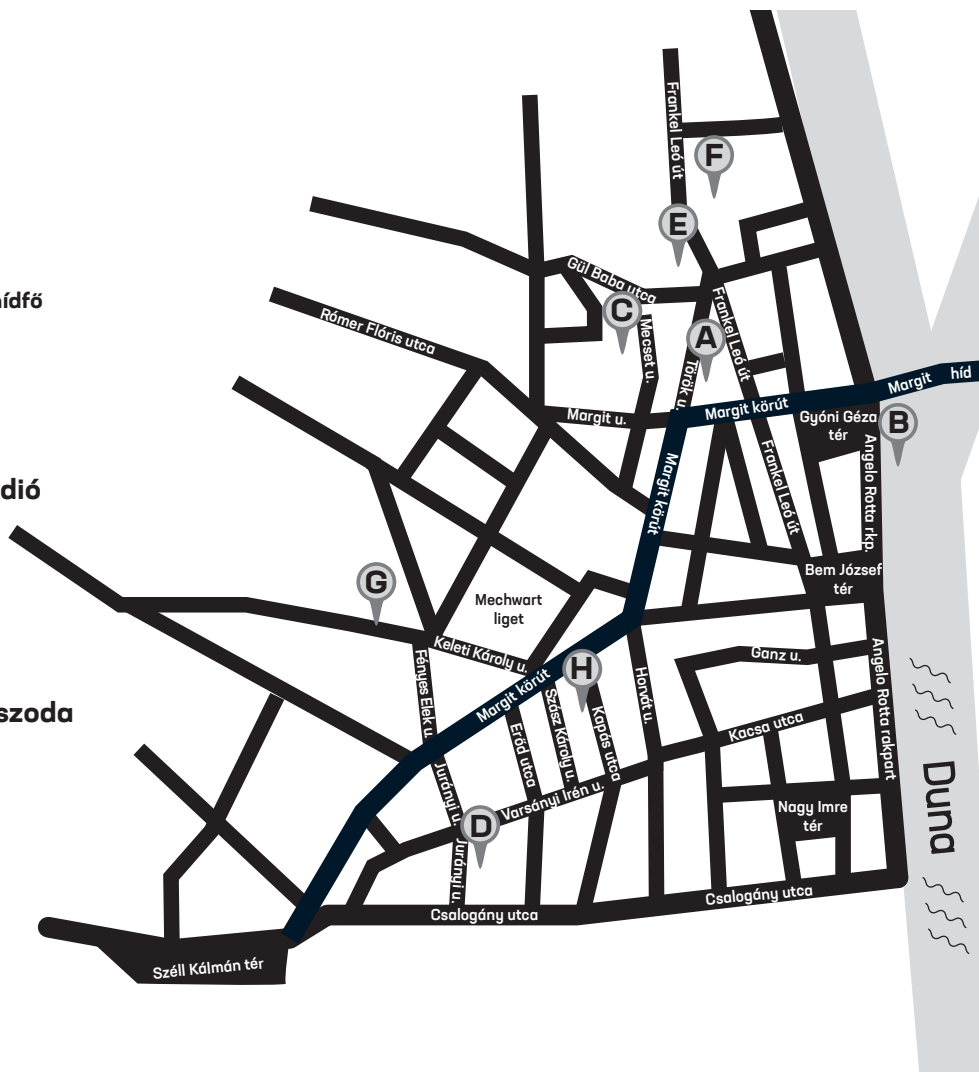 Frankel Leó út
F
E
Gül Baba utca
ídfő
C
Mecset u.
A
Frankel Leó út
Török u.
Római Flóris utca
Margit híd
Margit körút
Margit u.
Gyóni Géza
tér
B
Angelo Rotta rkp.
Frankel Leó út
Margit körút
dió
Bem József
tér
G
Mechwart
liget
Keleti Károly u.
Ganz u.
Fényes Elek u.
H
Margit körút
Horvát u.
Angelo Rotta rakpart
szoda
Szász Károly u.
Kapás utca
Erőd utca
Kacsa utca
Jurányi u.
Varsányi Irén u.
D
Nagy Imre
tér
Duna
Jurányi u.
Csalogány utca
Csalogány utca
Széll Kálmán tér